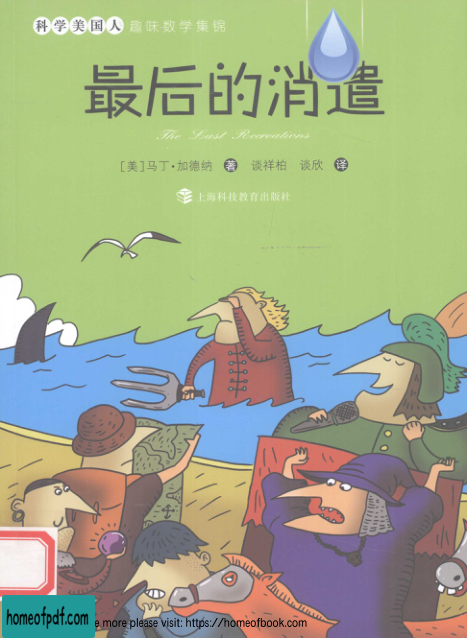 科学美国人 趣味数学集锦
最后的消遣
The Last Recreations
[美]马丁·加德纳 著 谈祥柏 谈欣 译
上海科技教育出版社
homeofpdf.com
e more please visit: https://homeofbook.com